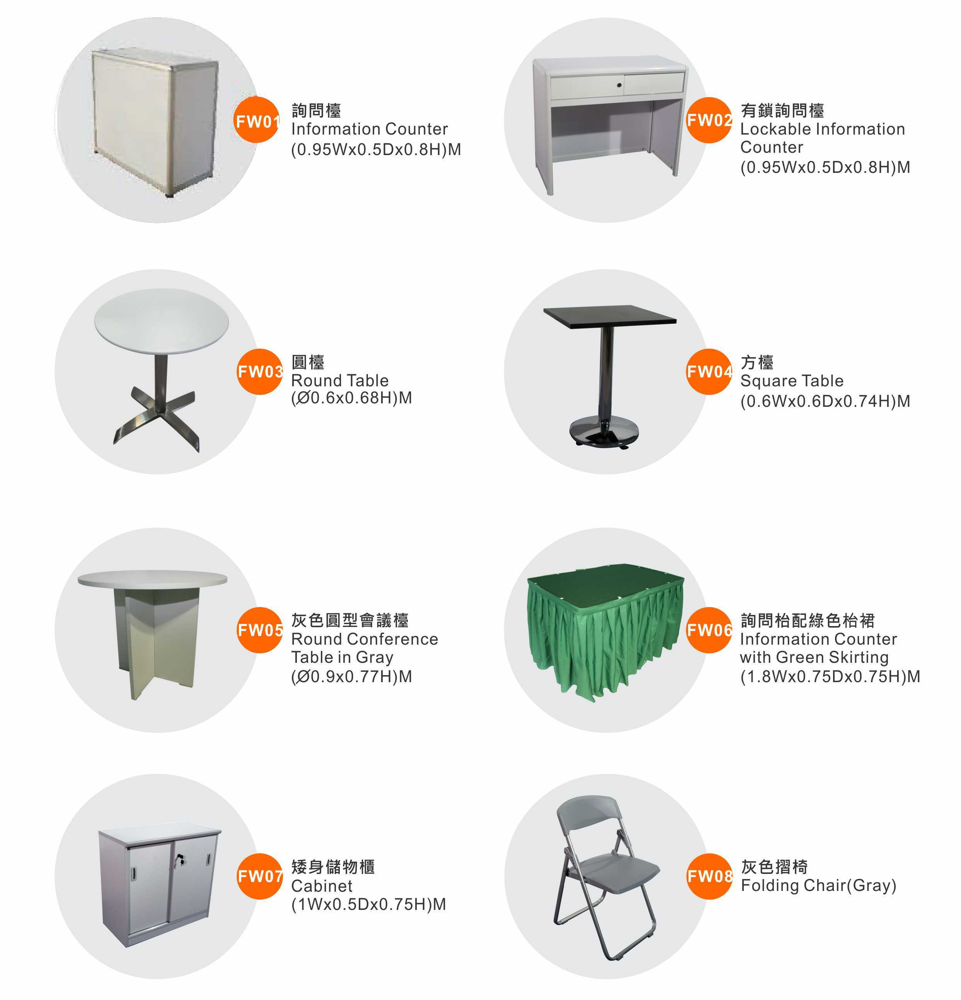 FW01
詢問檯
Information Counter
(0.95Wx0.5Dx0.8H)M
FW02
有鎖詢問檯
Lockable Information
Counter
(0.95Wx0.5Dx0.8H)M
FW03
圓檯
Round Table
(Ø0.6x0.68H)M
FW04
方檯
Square Table
(0.6Wx0.6Dx0.74H)M
FW05
灰色圓型會議檯
Round Conference
Table in Gray
(Ø0.9x0.77H)M
FW06
詢問枱配綠色枱裙
Information Counter
with Green Skirting
(1.8Wx0.75Dx0.75H)M
FW07
矮身儲物櫃
Cabinet
(1Wx0.5Dx0.75H)M
FW08
灰色摺椅
Folding Chair(Gray)